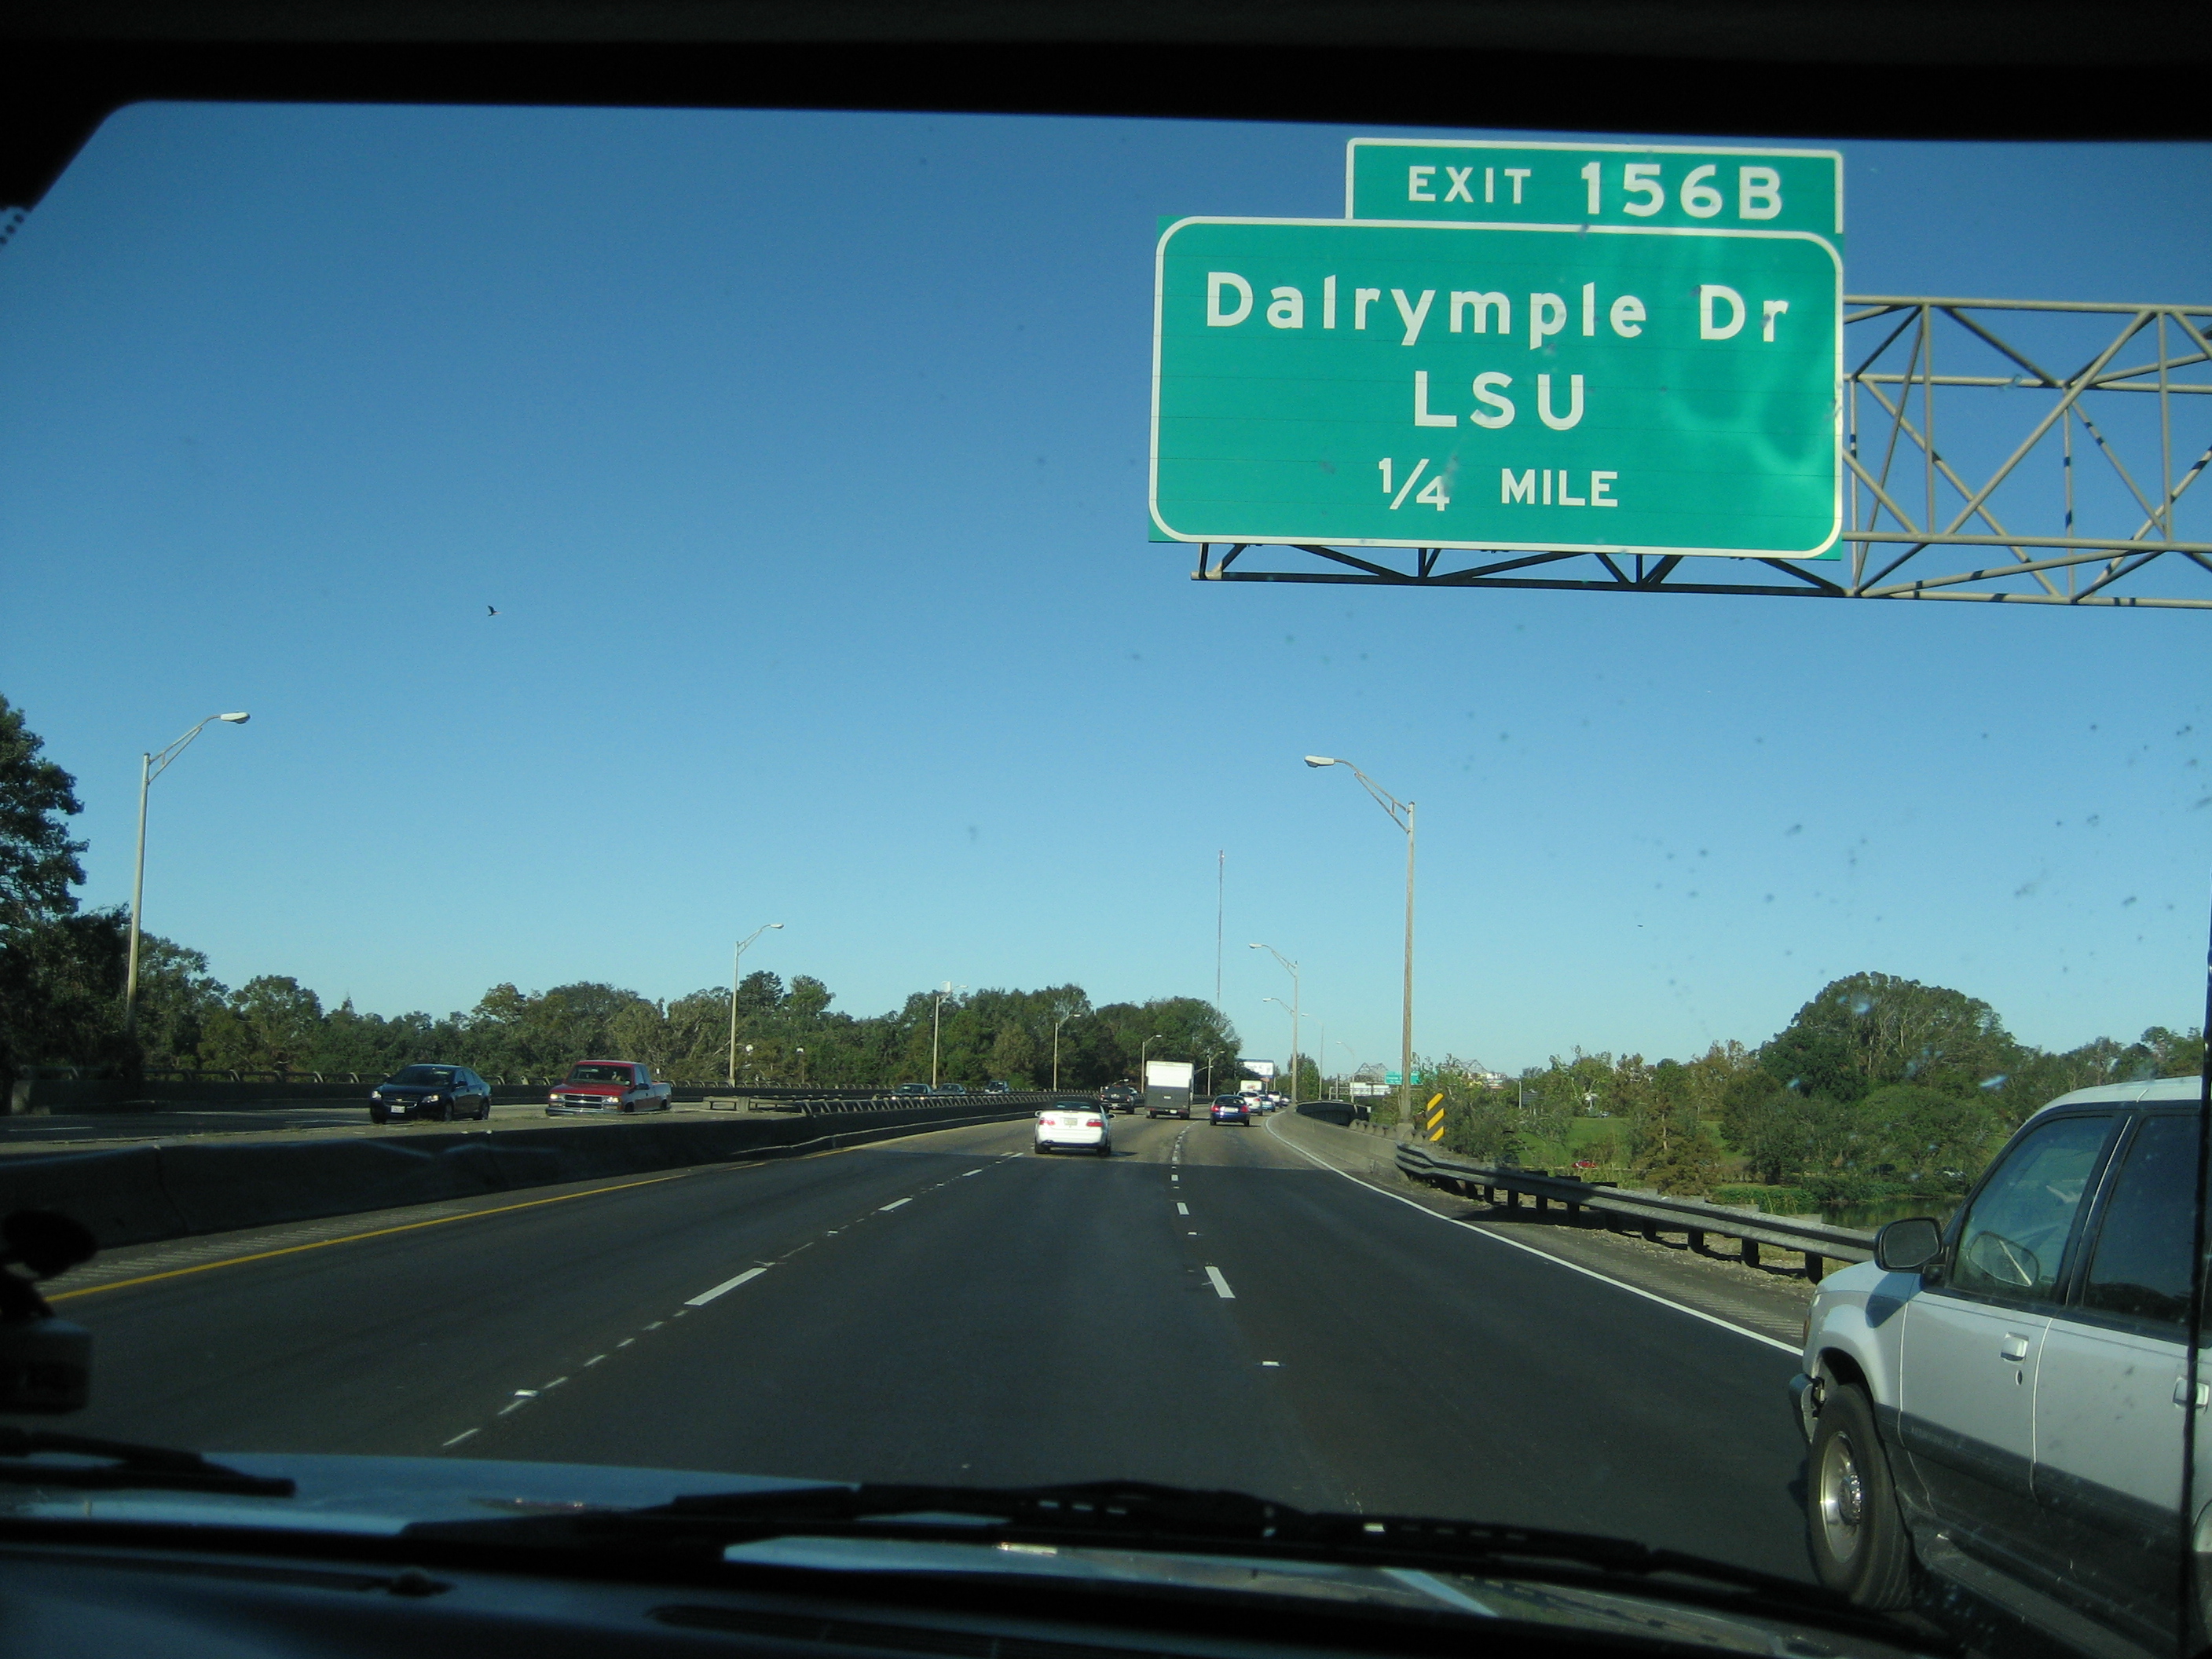 EXIT 156B
Dalrymple Dr
LSU
1/4 MILE